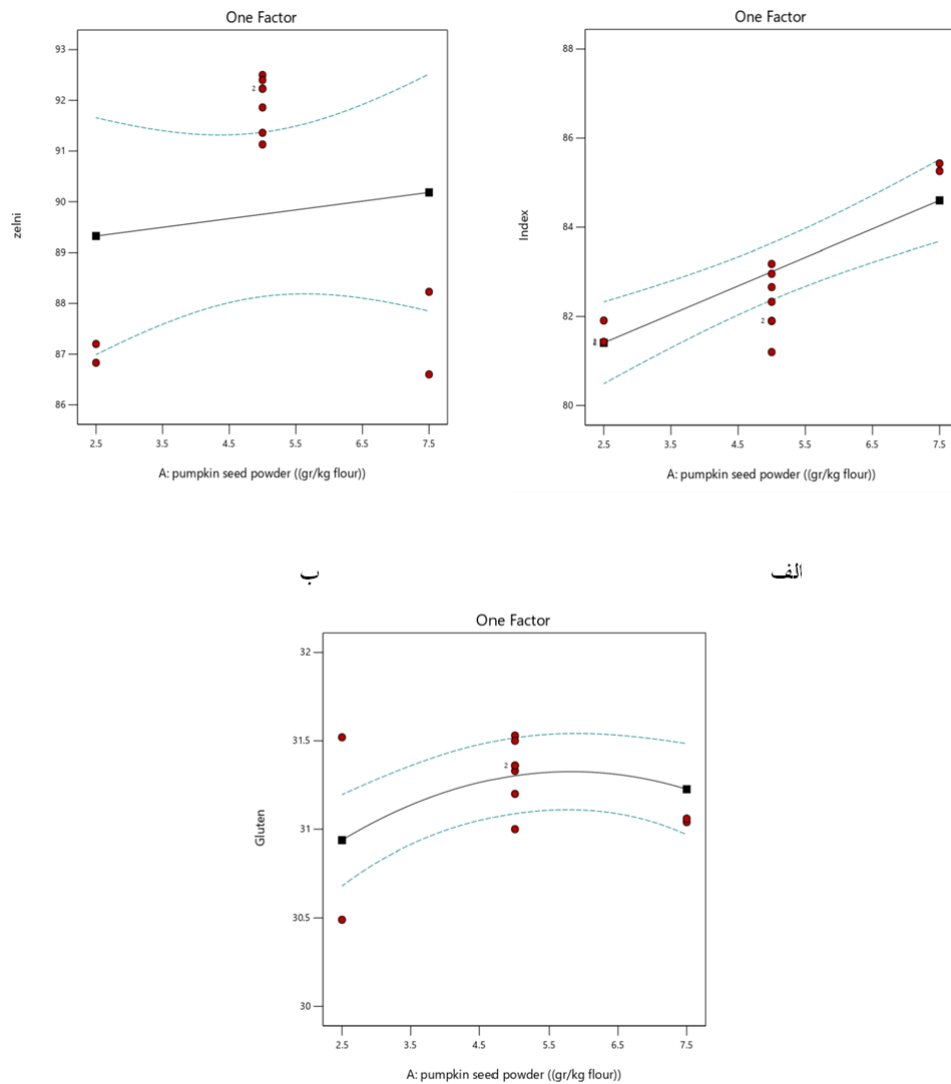 One Factor
93
92
91
90
89
88
87
86
zelni
2
2.5 3.5 4.5 5.5 6.5 7.5
A: pumpkin seed powder ((gr/kg flour))
One Factor
88
86
84
82
80
Index
2
2.5 3.5 4.5 5.5 6.5 7.5
A: pumpkin seed powder ((gr/kg flour))
الف
ب
One Factor
32
31.5
31
30.5
30
Gluten
2
2.5 3.5 4.5 5.5 6.5 7.5
A: pumpkin seed powder ((gr/kg flour))